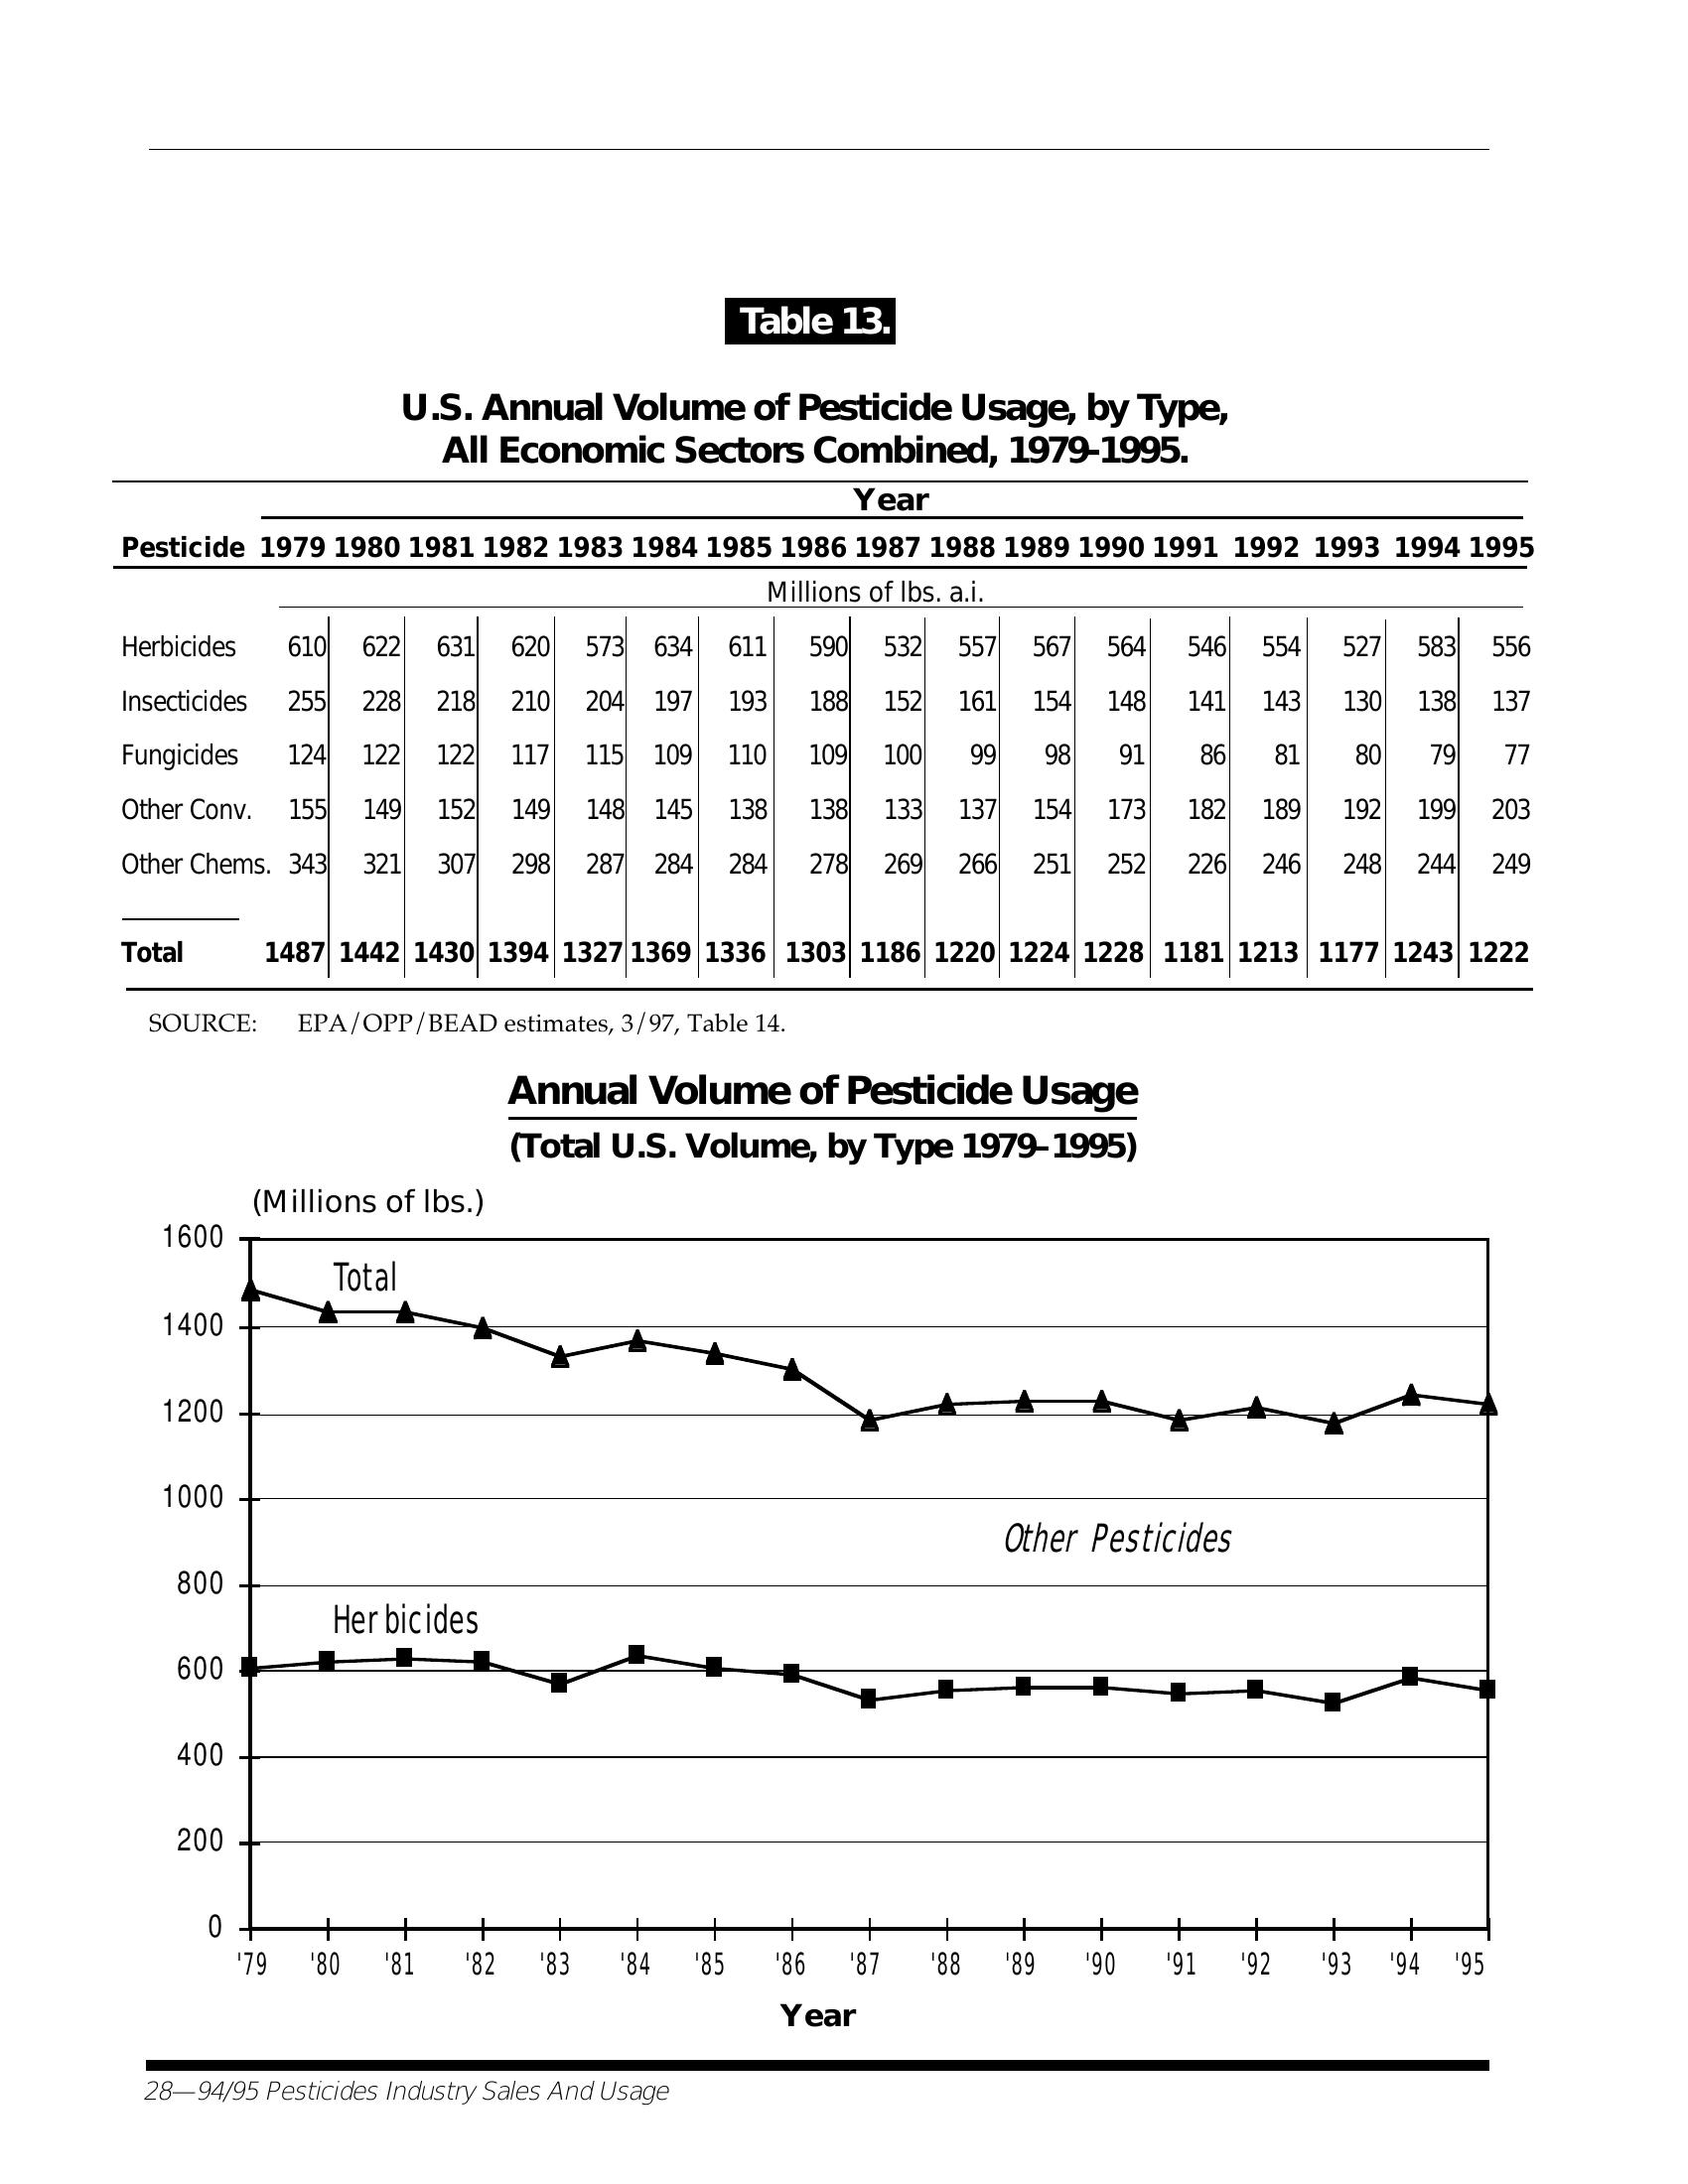 Table 13.
U.S. Annual Volume of Pesticide Usage, by Type,
All Economic Sectors Combined, 1979-1995.
Year
Pesticide 1979 1980 1981 1982 1983 1984 1985 1986 1987 1988 1989 1990 1991 1992 1993 1994 1995
Millions of lbs. a.i.
Herbicides 610 622 631 620 573 634 611 590 532 557 567 564 546 554 527 583 556
Insecticides 255 228 218 210 204 197 193 188 152 161 154 148 141 143 130 138 137
Fungicides 124 122 122 117 115 109 110 109 100 99 98 91 86 81 80 79 77
Other Conv. 155 149 152 149 148 145 138 138 133 137 154 173 182 189 192 199 203
Other Chems. 343 321 307 298 287 284 284 278 269 266 251 252 226 246 248 244 249
Total 1487 1442 1430 1394 1327 1369 1336 1303 1186 1220 1224 1228 1181 1213 1177 1243 1222
SOURCE: EPA/OPP/BEAD estimates, 3/97, Table 14.
Annual Volume of Pesticide Usage
(Total U.S. Volume, by Type 1979–1995)
(Millions of lbs.)
1600
Total
1400
1200
1000
Other Pesticides
800
Herbicides
600
400
200
0
'79 '80 '81 '82 '83 '84 '85 '86 '87 '88 '89 '90 '91 '92 '93 '94 '95
Year
28—94/95 Pesticides Industry Sales And Usage